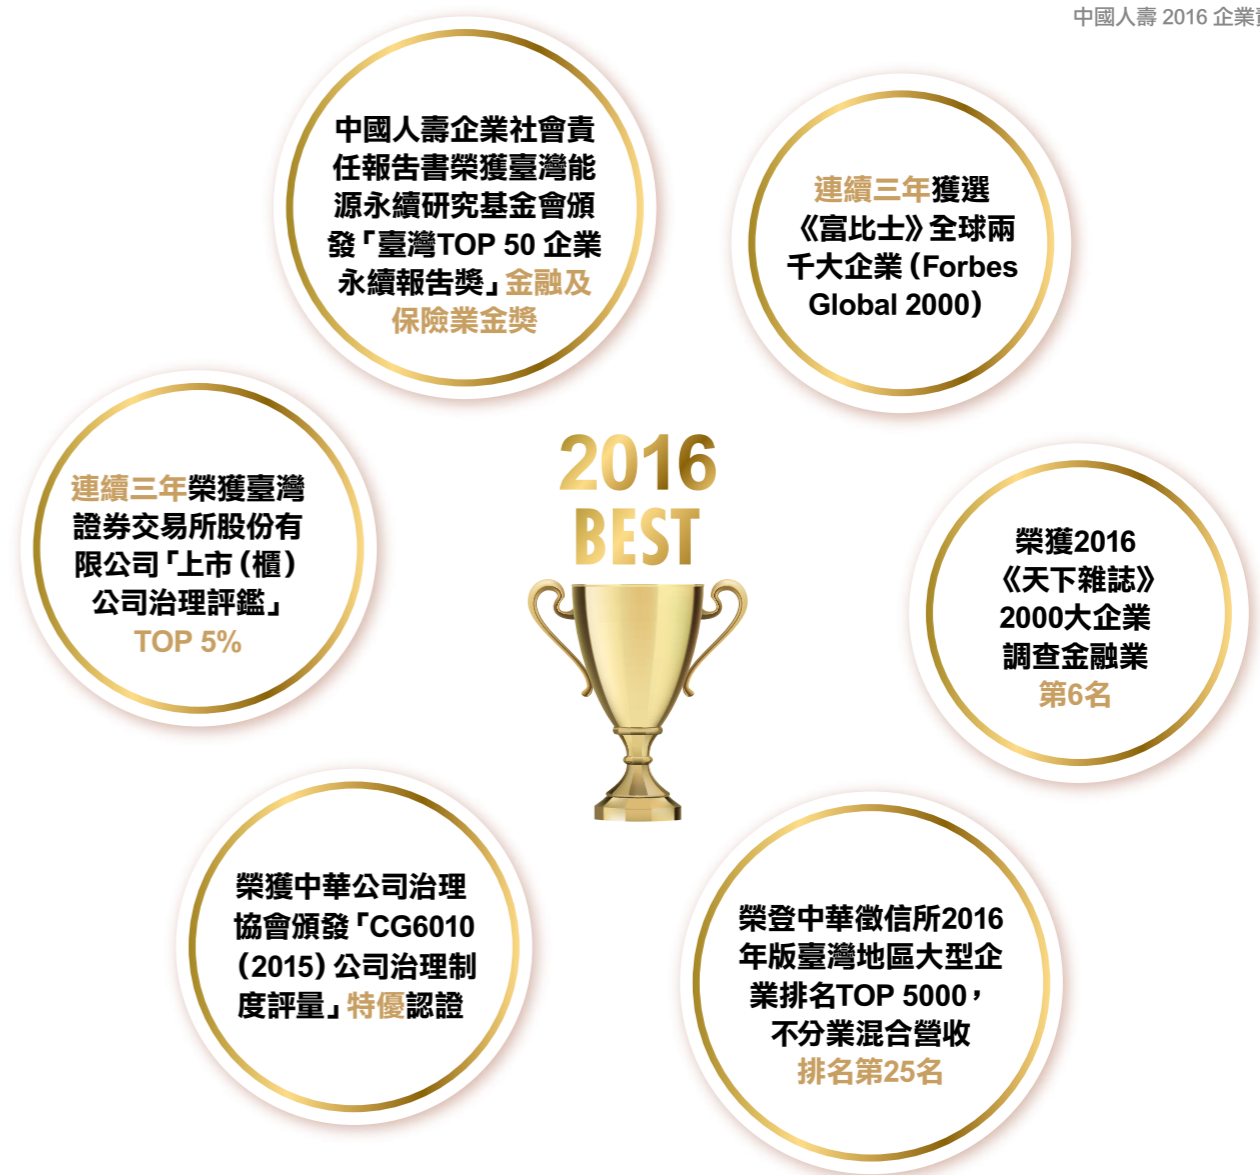 中國人壽 2016 企業
中國人壽企業社會責
任報告書榮獲臺灣能
源永續研究基金會頒
發「臺灣TOP 50 企業
永續報告獎」金融及
保險業金獎
連續三年獲選
《富比士》全球兩
千大企業（Forbes
Global 2000）
連續三年榮獲臺灣
證券交易所股份有
限公司「上市（櫃）
公司治理評鑑」
TOP 5%
2016
BEST
榮獲2016
《天下雜誌》
2000大企業
調查金融業
第6名
榮獲中華公司治理
協會頒發「CG6010
（2015）公司治理制
度評量」特優認證
榮登中華徵信所2016
年版臺灣地區大型企
業排名TOP 5000，
不分業混合營收
排名第25名